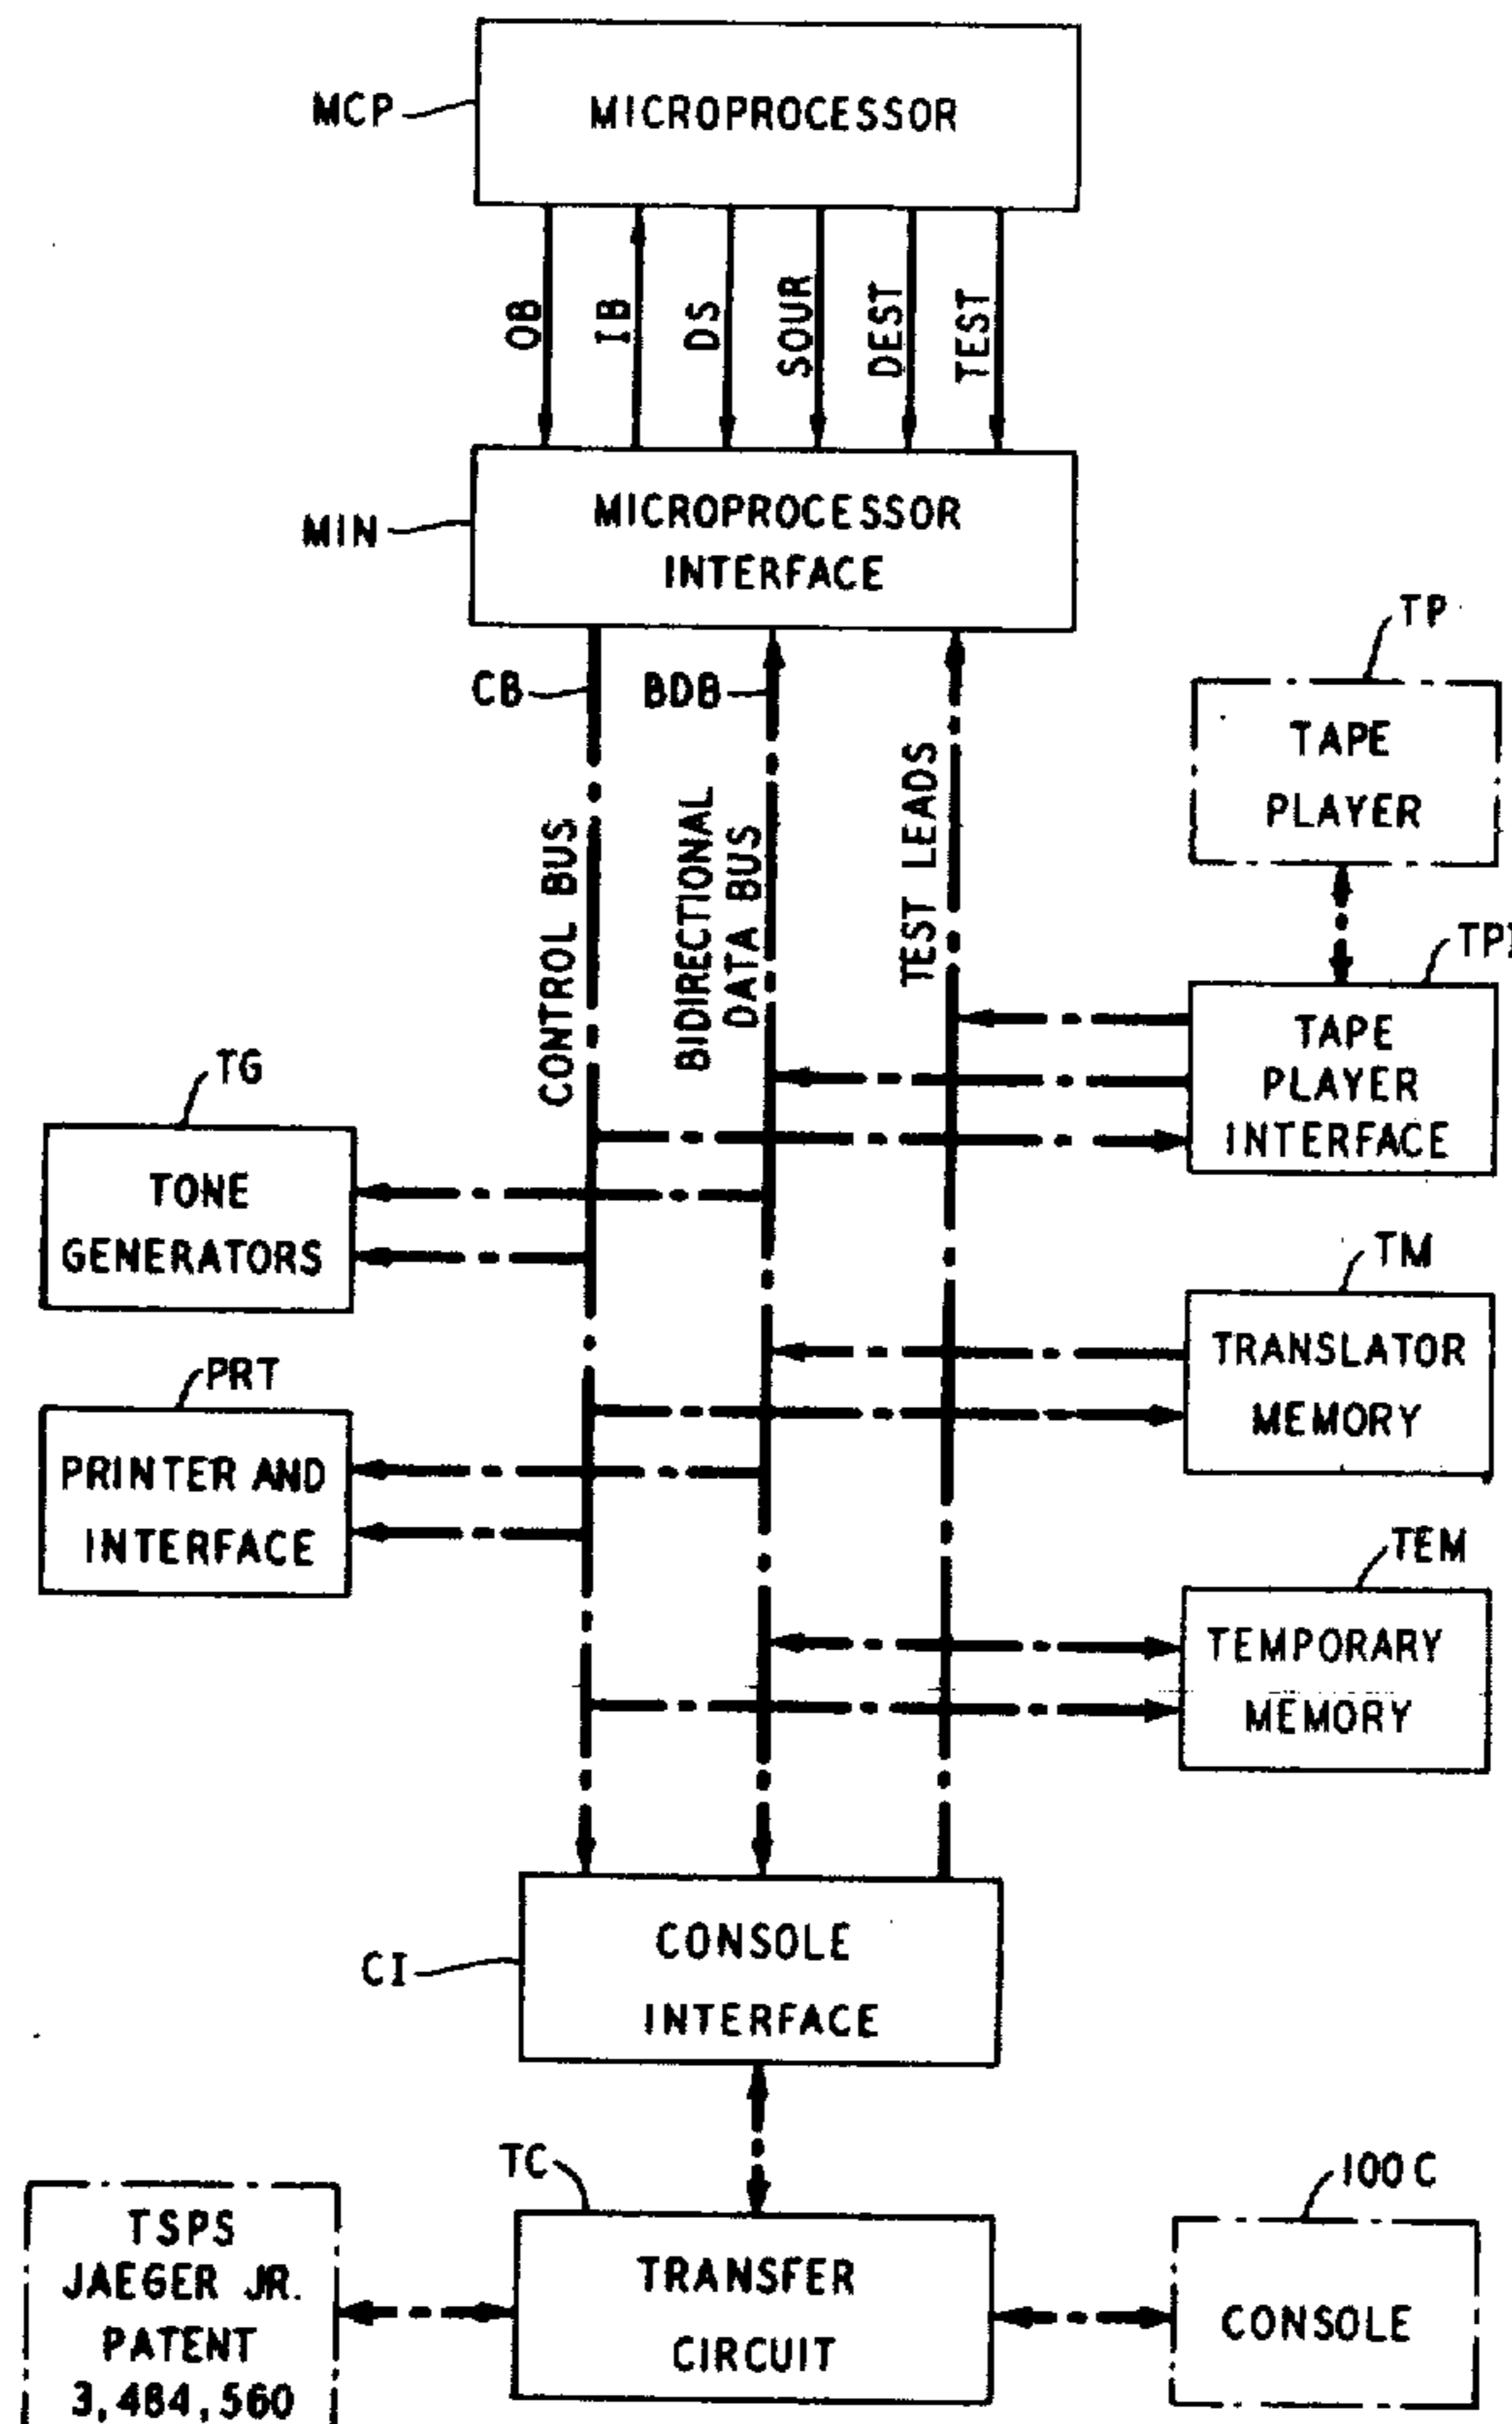 MCP
MICROPROCESSOR
OB
IB
DS
SOUR
DEST
TEST
MIN
MICROPROCESSOR
INTERFACE
CB
BDB
CONTROL BUS
BIDIRECTIONAL
DATA BUS
TEST LEADS
TP
TAPE
PLAYER
TPI
TAPE
PLAYER
INTERFACE
TG
TONE
GENERATORS
TM
TRANSLATOR
MEMORY
PRT
PRINTER AND
INTERFACE
TEM
TEMPORARY
MEMORY
CI
CONSOLE
INTERFACE
TC
TRANSFER
CIRCUIT
TSPS
JAEGER JR.
PATENT
3,484,560
100C
CONSOLE